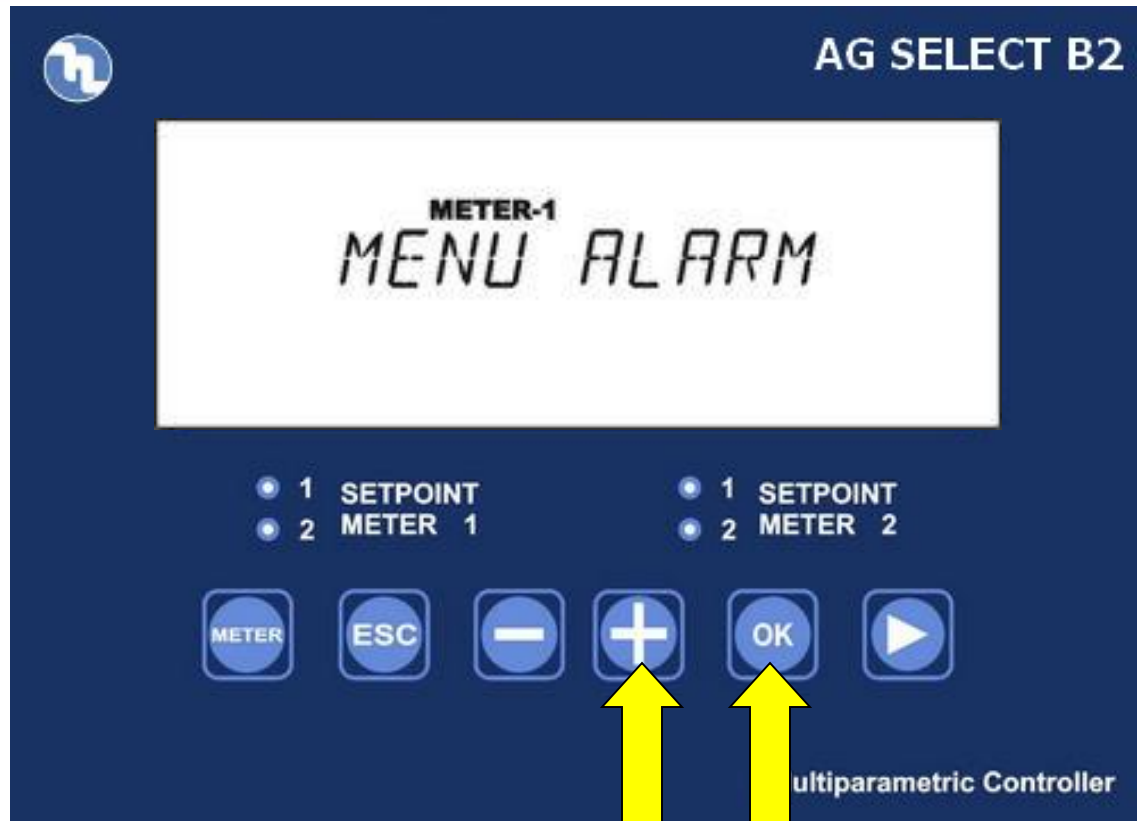 AG SELECT B2
METER-1
MENU ALARM
1 SETPOINT
2 METER 1
1 SETPOINT
2 METER 2
METER ESC − + OK
ultiparametric Controller